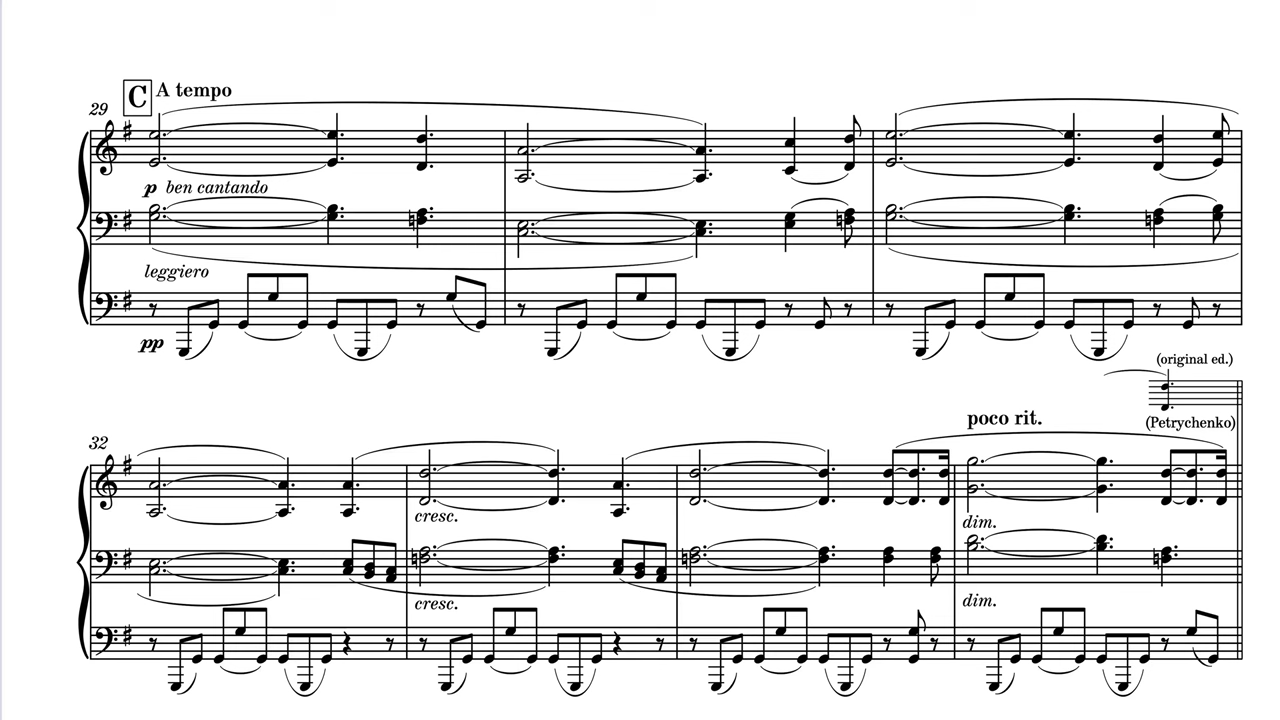 C A tempo
29
p ben cantando
leggiero
pp
(original ed.)
(Petrychenko)
poco rit.
32
cresc.
dim.
cresc.
dim.